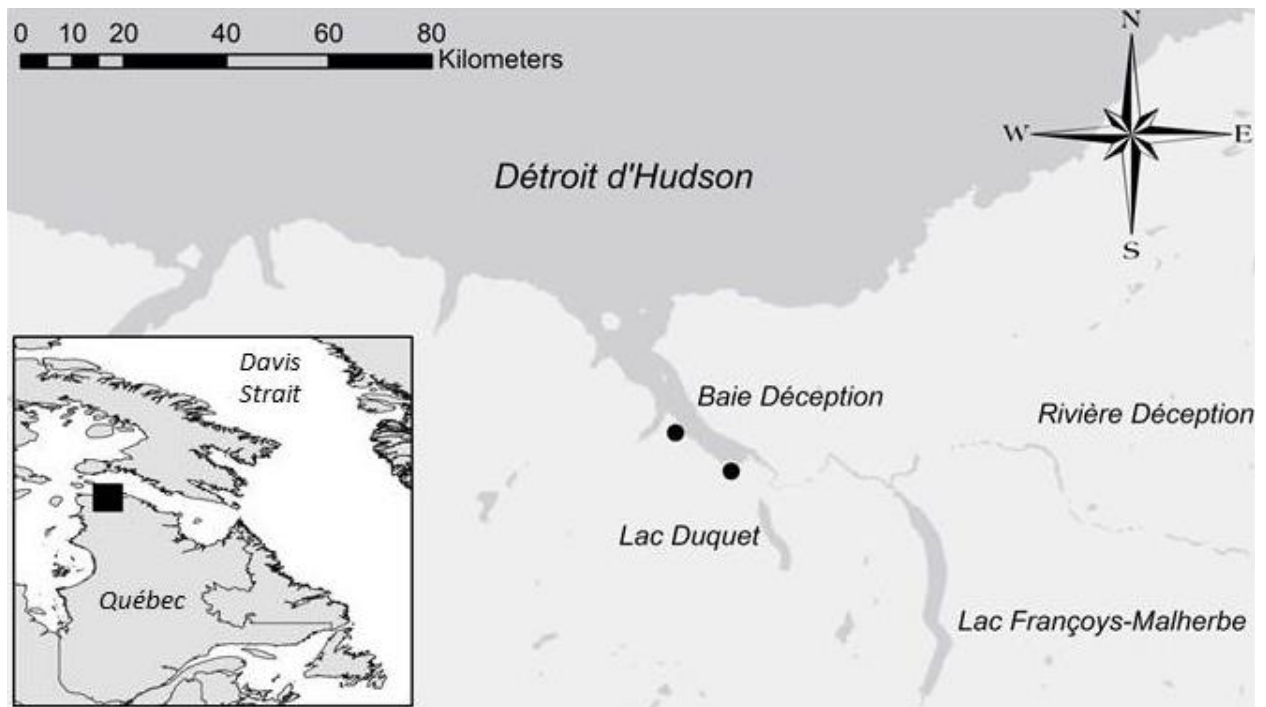 0 10 20 40 60 80
Kilometers
N
W E
S
Détroit d'Hudson
Davis
Strait
Baie Déception
Rivière Déception
Lac Duquet
Québec
Lac Françoys-Malherbe